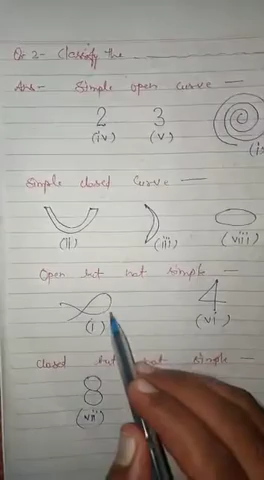 Q: 2- Classify the
Ans- Simple open curve —
2 3
(iv) (v) (ix
Simple closed curve —
(ii) (iii) (viii)
Open but not simple —
4
(i) (vi)
closed but not simple —
8
(vii)